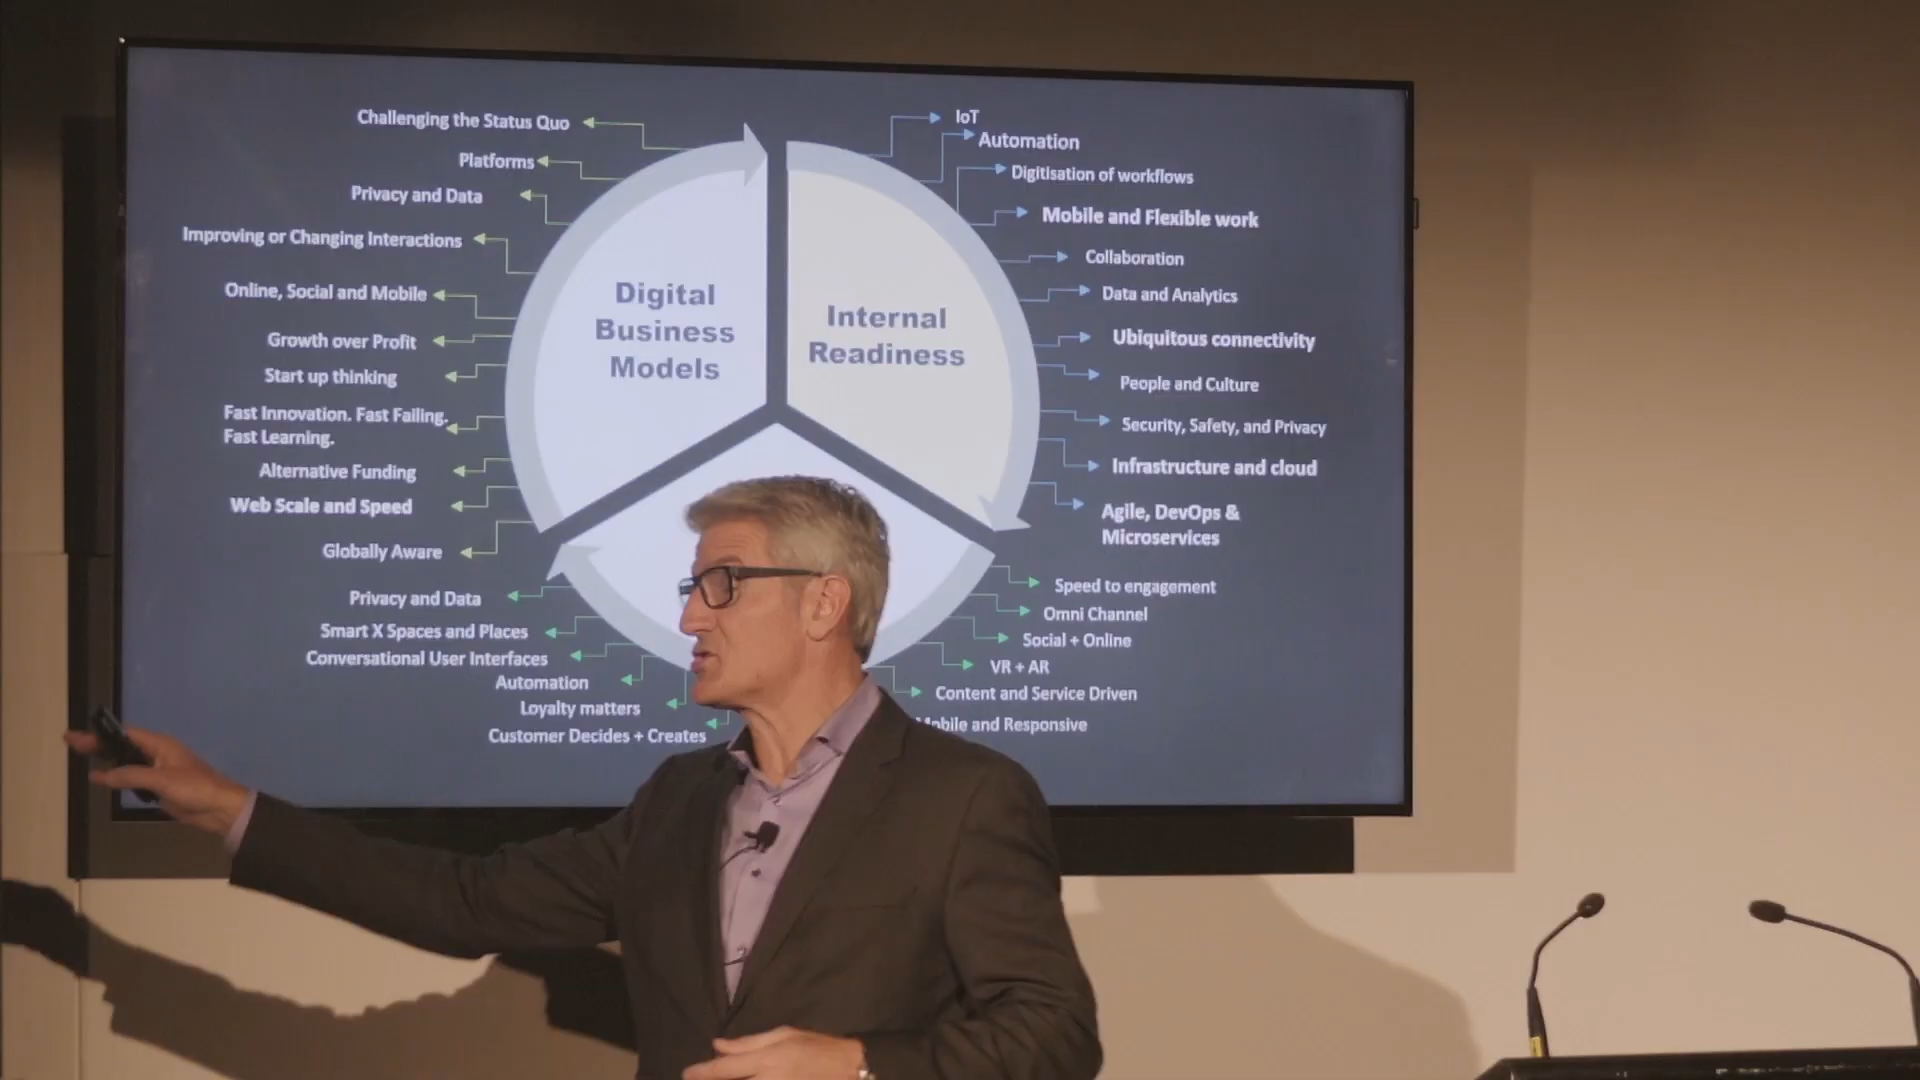 Challenging the Status Quo
Platforms
Privacy and Data
Improving or Changing Interactions
Online, Social and Mobile
Growth over Profit
Start up thinking
Fast Innovation. Fast Failing.
Fast Learning.
Alternative Funding
Web Scale and Speed
Globally Aware
Digital
Business
Models
Internal
Readiness
IoT
Automation
Digitisation of workflows
Mobile and Flexible work
Collaboration
Data and Analytics
Ubiquitous connectivity
People and Culture
Security, Safety, and Privacy
Infrastructure and cloud
Agile, DevOps &
Microservices
Privacy and Data
Smart X Spaces and Places
Conversational User Interfaces
Automation
Loyalty matters
Customer Decides + Creates
Speed to engagement
Omni Channel
Social + Online
VR + AR
Content and Service Driven
Mobile and Responsive